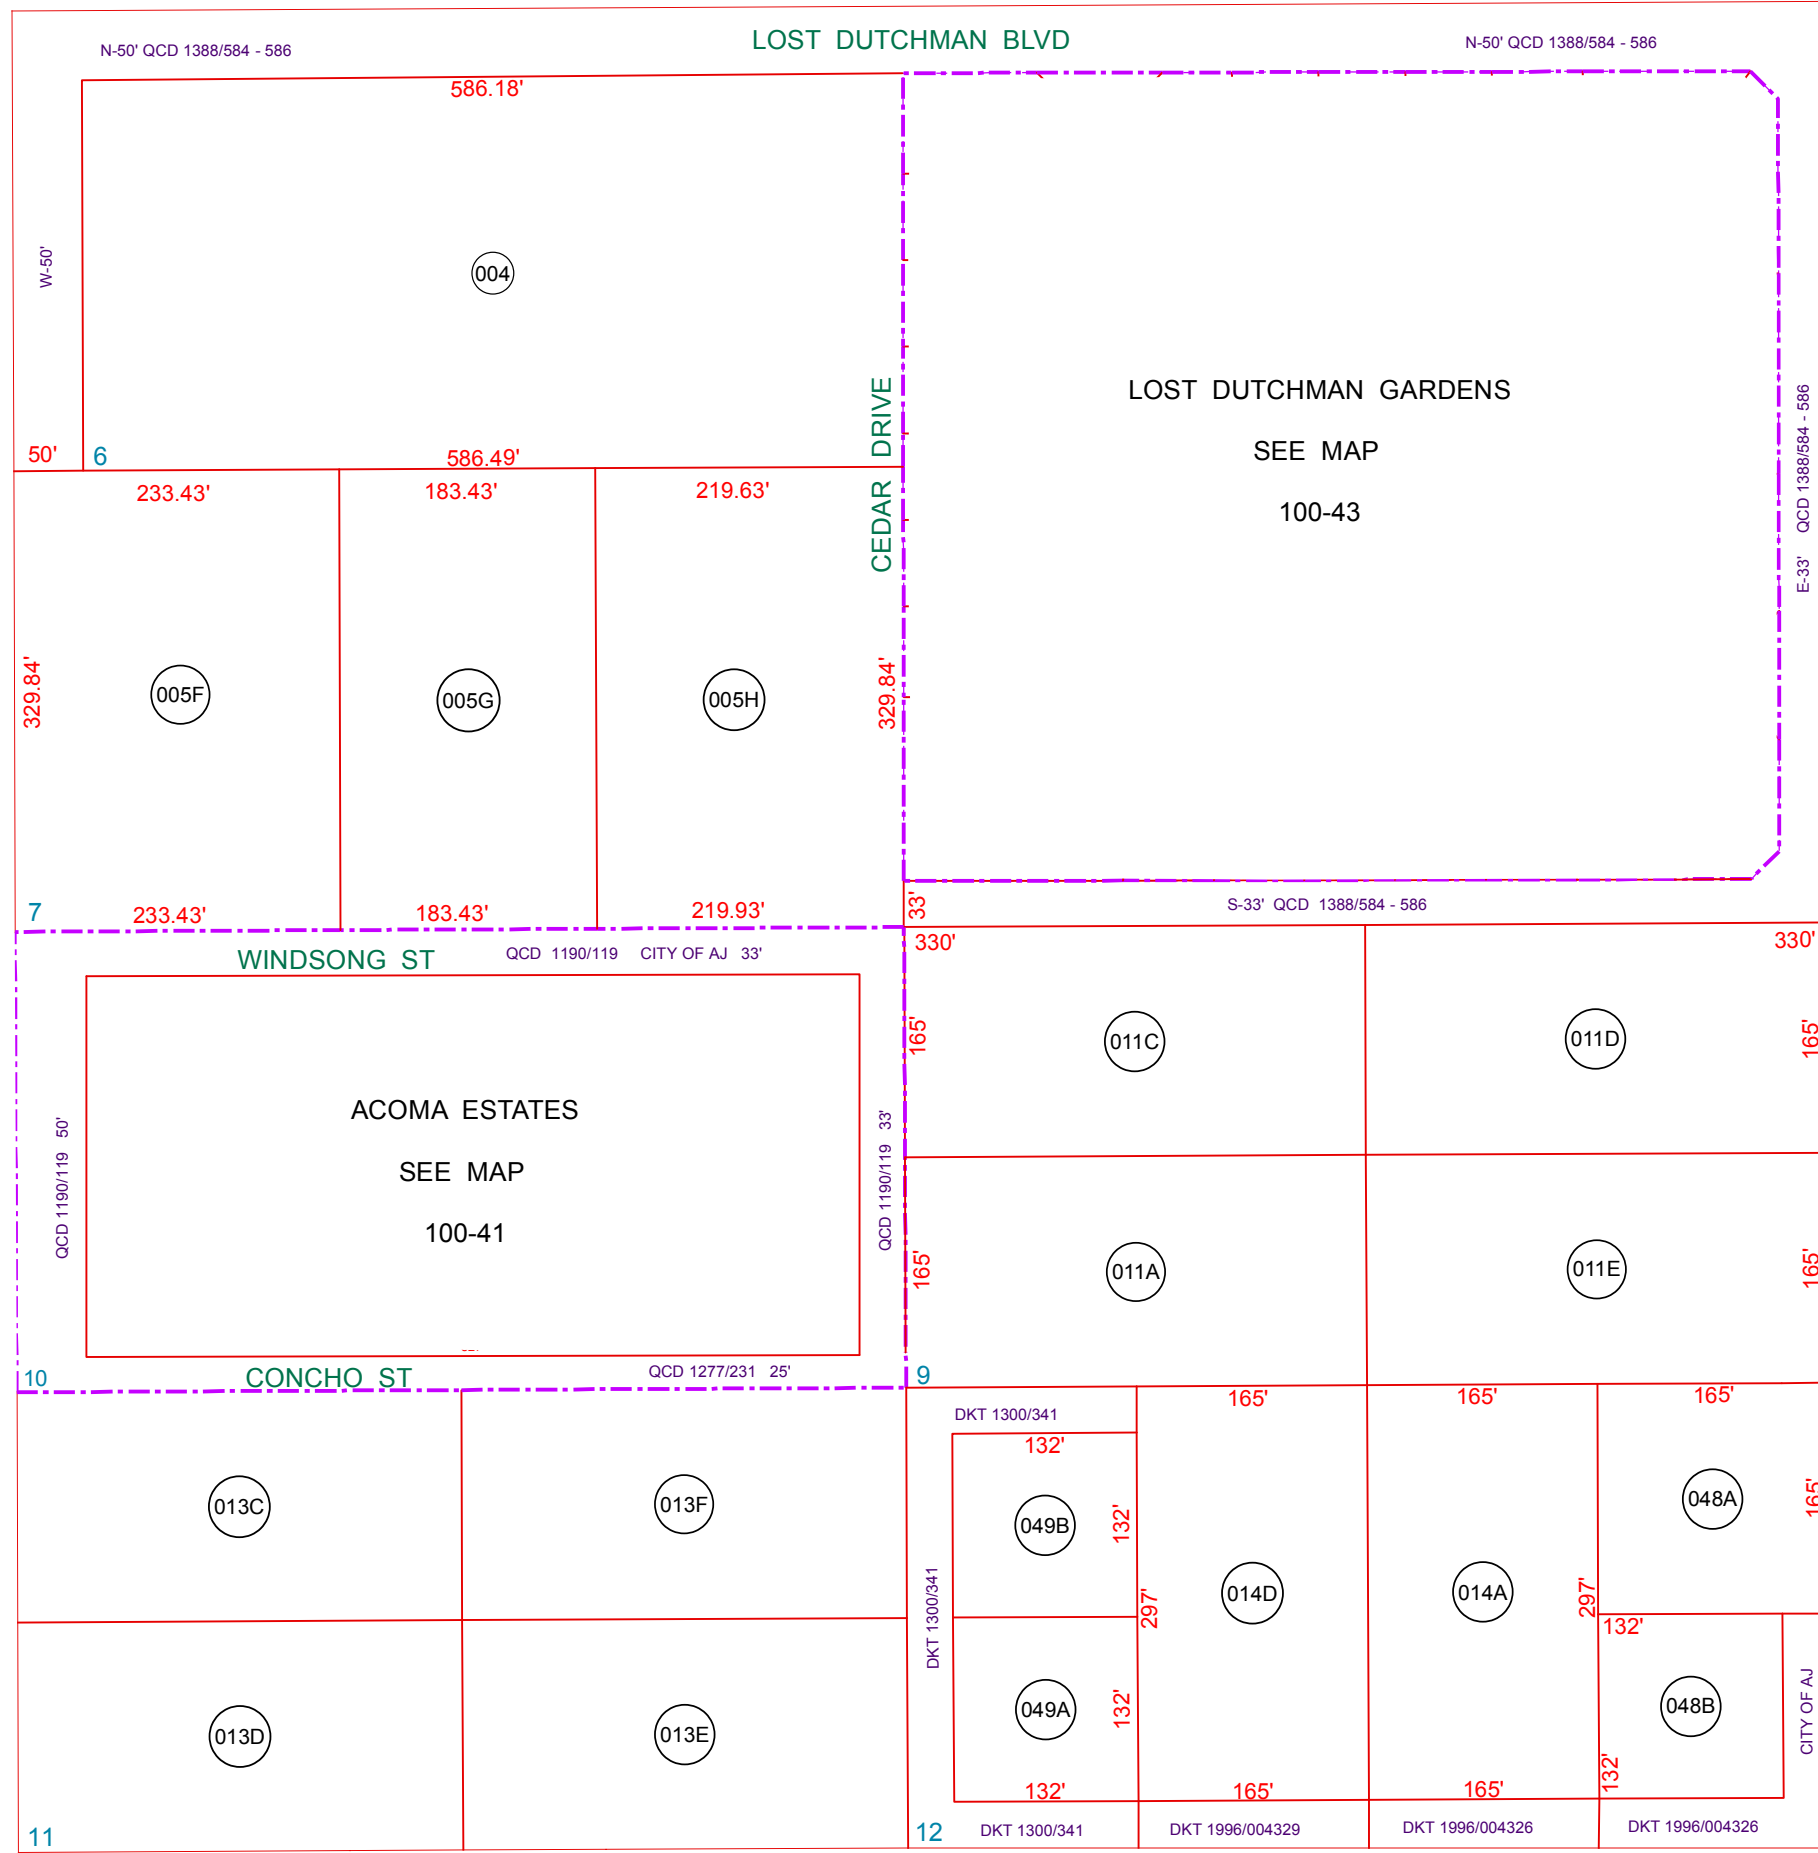 N-50' QCD 1388/584 - 586
LOST DUTCHMAN BLVD
N-50' QCD 1388/584 - 586
586.18'
W-50'
004
CEDAR DRIVE
LOST DUTCHMAN GARDENS
SEE MAP
100-43
E-33' QCD 1388/584 - 586
50'
6
586.49'
233.43'
183.43'
219.63'
329.84'
005F
005G
005H
329.84'
7
233.43'
183.43'
219.93'
33'
S-33' QCD 1388/584 - 586
WINDSONG ST
QCD 1190/119 CITY OF AJ 33'
330'
330'
165'
011C
011D
165'
ACOMA ESTATES
SEE MAP
100-41
QCD 1190/119 50'
QCD 1190/119 33'
165'
011A
011E
165'
10
CONCHO ST
QCD 1277/231 25'
9
165'
165'
165'
DKT 1300/341
132'
013C
013F
049B
132'
048A
165'
DKT 1300/341
297'
014D
014A
297'
132'
013D
013E
049A
132'
048B
CITY OF AJ
132'
132'
165'
165'
11
12
DKT 1300/341
DKT 1996/004329
DKT 1996/004326
DKT 1996/004326